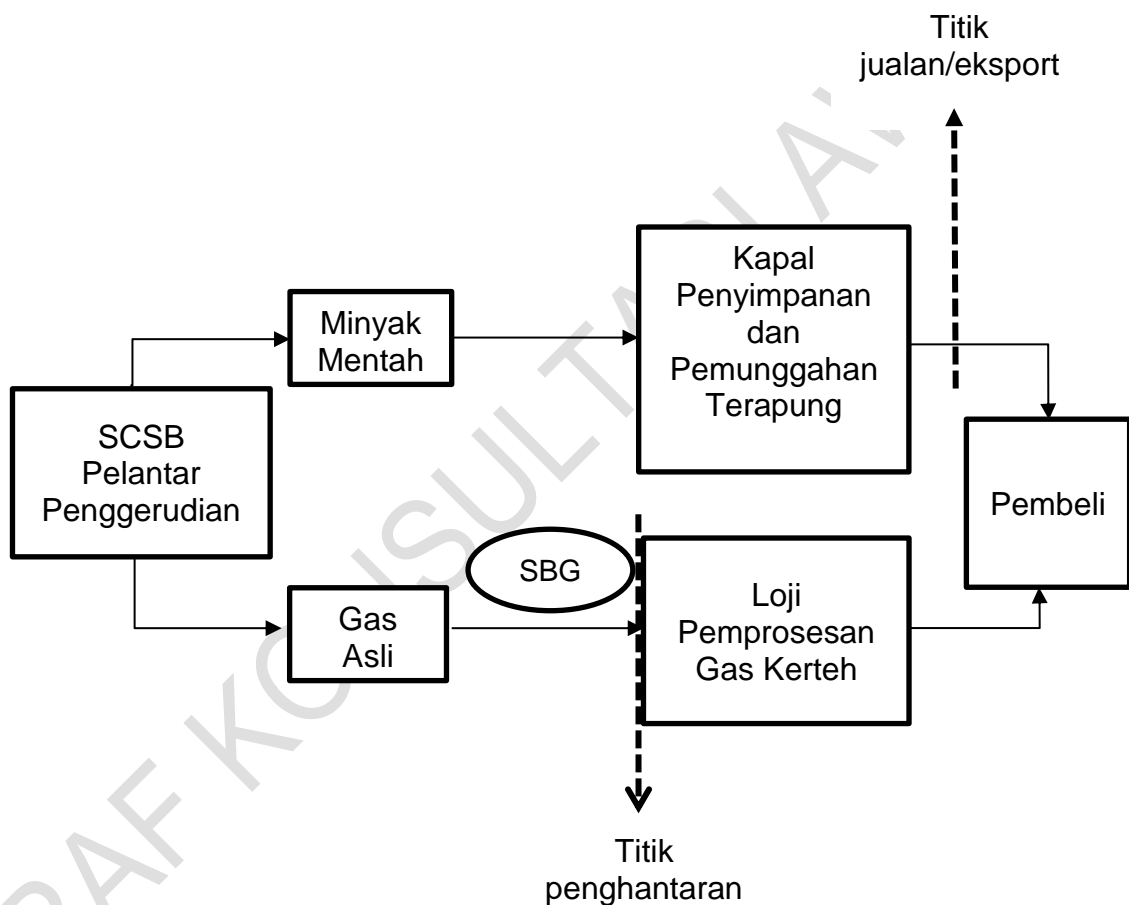 Titik
jualan/eksport
Kapal
Penyimpanan
dan
Pemunggahan
Terapung
Minyak
Mentah
SCSB
Pelantar
Penggerudian
Pembeli
SBG
Loji
Pemprosesan
Gas Kerteh
Gas
Asli
Titik
penghantaran